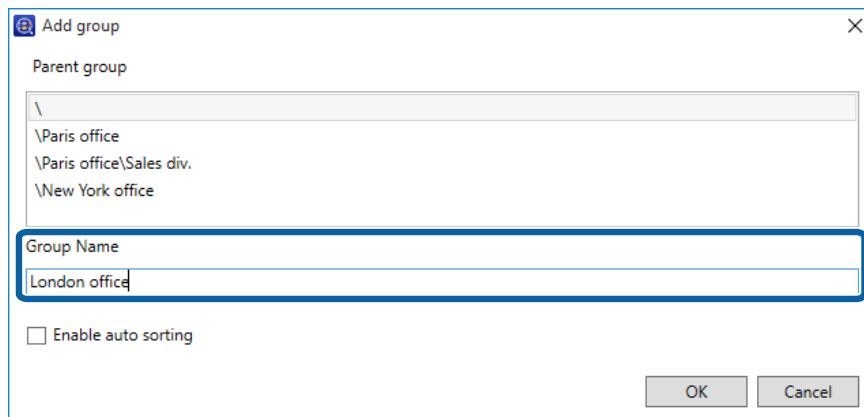 Add group
Parent group
\
\Paris office
\Paris office\Sales div.
\New York office
Group Name
London office
Enable auto sorting
OK Cancel